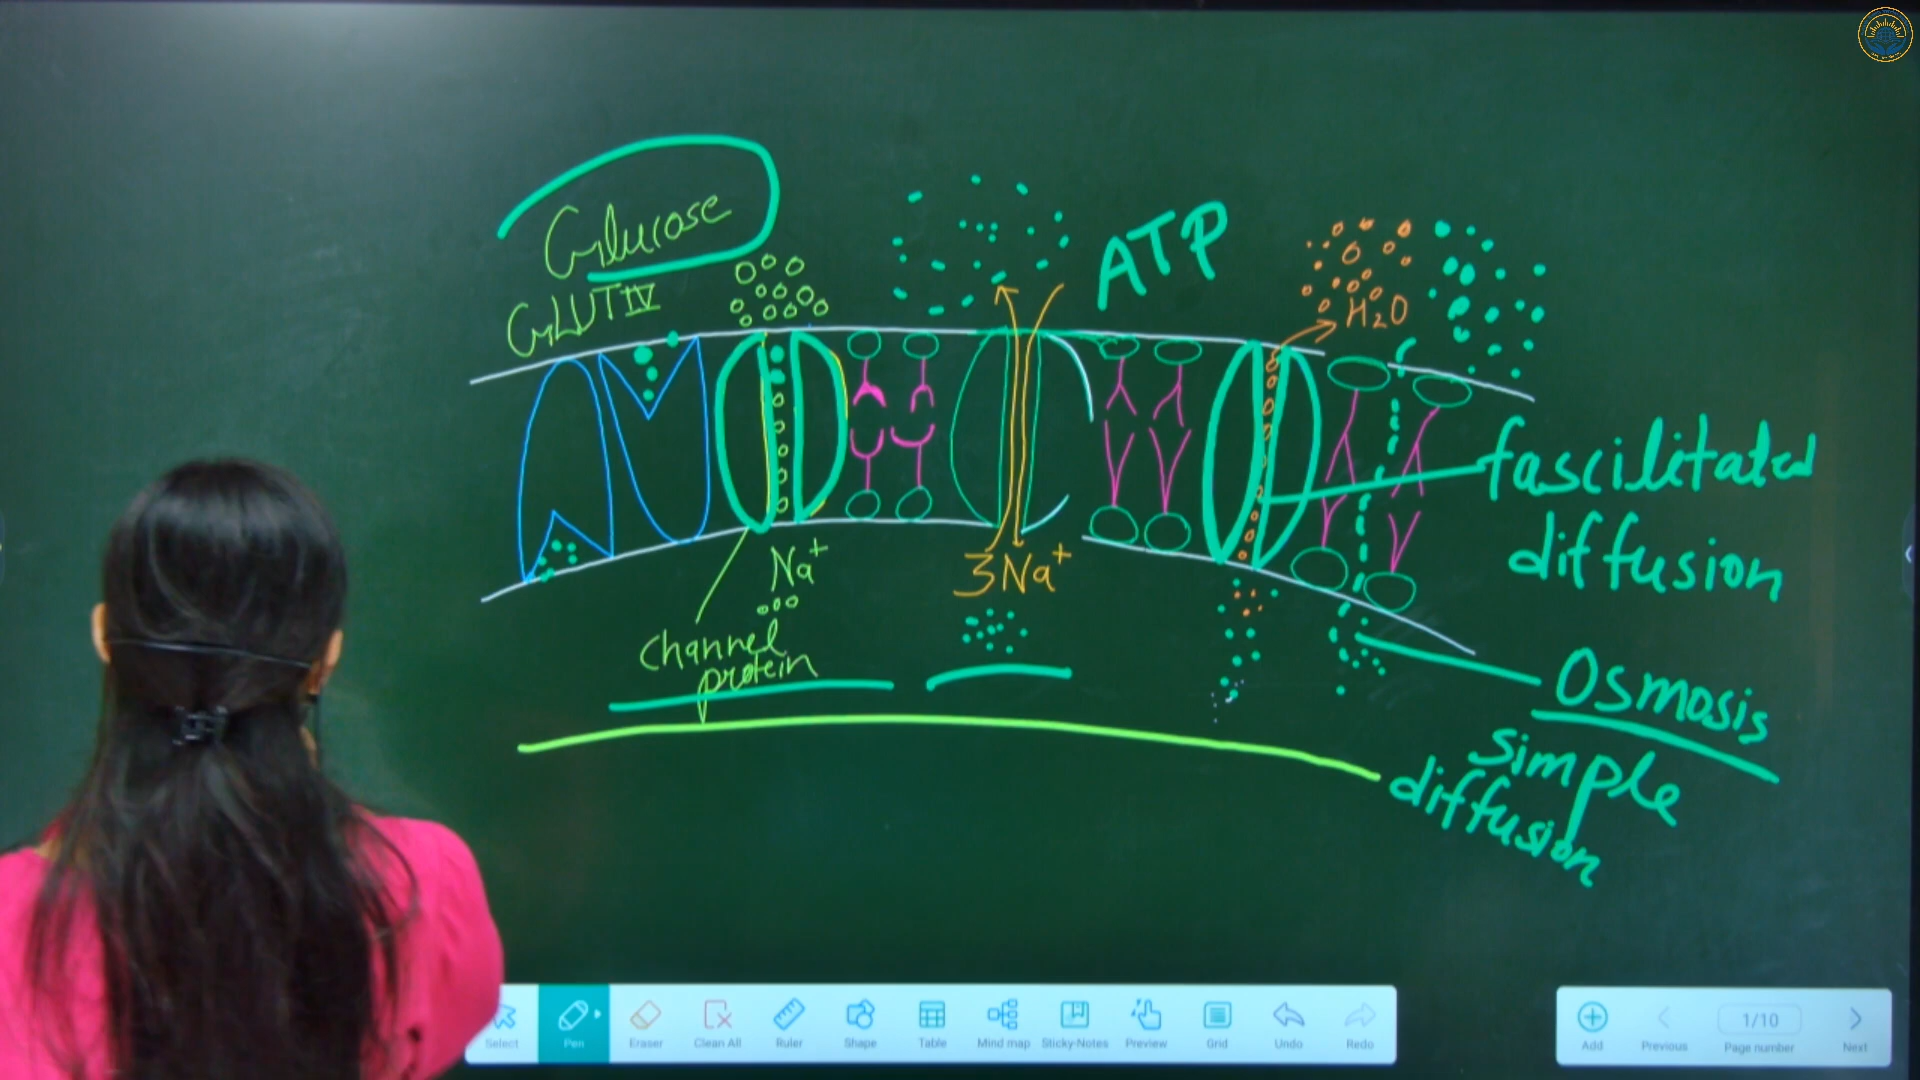 Glucose
GLUT IV
ATP
H2O
fascilitated
diffusion
Na+
3Na+
Channel
protein
Osmosis
simple
diffusion
Select
Pen
Eraser
Clean All
Ruler
Shape
Table
Mind map
Sticky-Notes
Preview
Grid
Undo
Redo
Add
Previous
1/10
Page number
Next